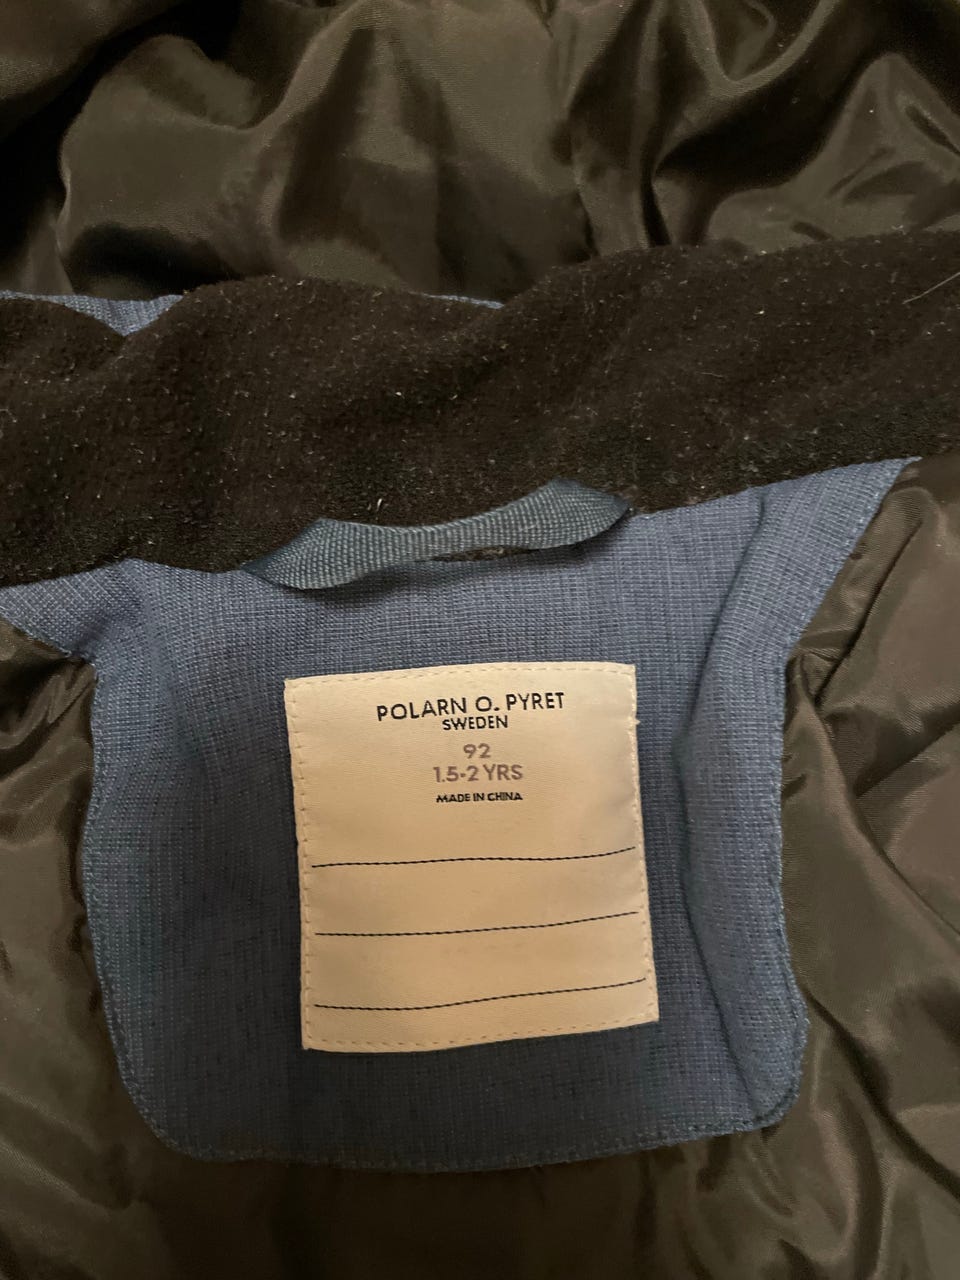 POLARN O. PYRET
SWEDEN
92
1.5-2 YRS
MADE IN CHINA